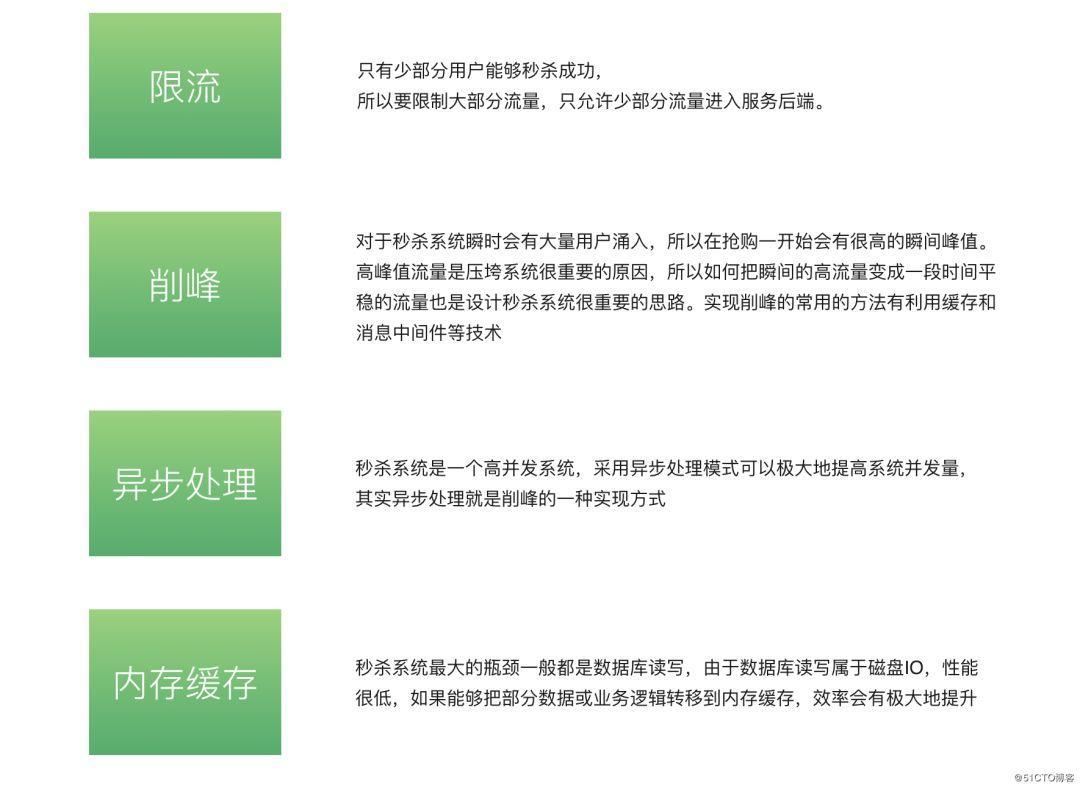 限流
只有少部分用户能够秒杀成功，
所以要限制大部分流量，只允许少部分流量进入服务后端。
削峰
对于秒杀系统瞬时会有大量用户涌入，所以在抢购一开始会有很高的瞬间峰值。
高峰值流量是压垮系统很重要的原因，所以如何把瞬间的高流量变成一段时间平
稳的流量也是设计秒杀系统很重要的思路。实现削峰的常用的方法有利用缓存和
消息中间件等技术
异步处理
秒杀系统是一个高并发系统，采用异步处理模式可以极大地提高系统并发量，
其实异步处理就是削峰的一种实现方式
内存缓存
秒杀系统最大的瓶颈一般都是数据库读写，由于数据库读写属于磁盘IO，性能
很低，如果能够把部分数据或业务逻辑转移到内存缓存，效率会有极大地提升
@51CTO博客